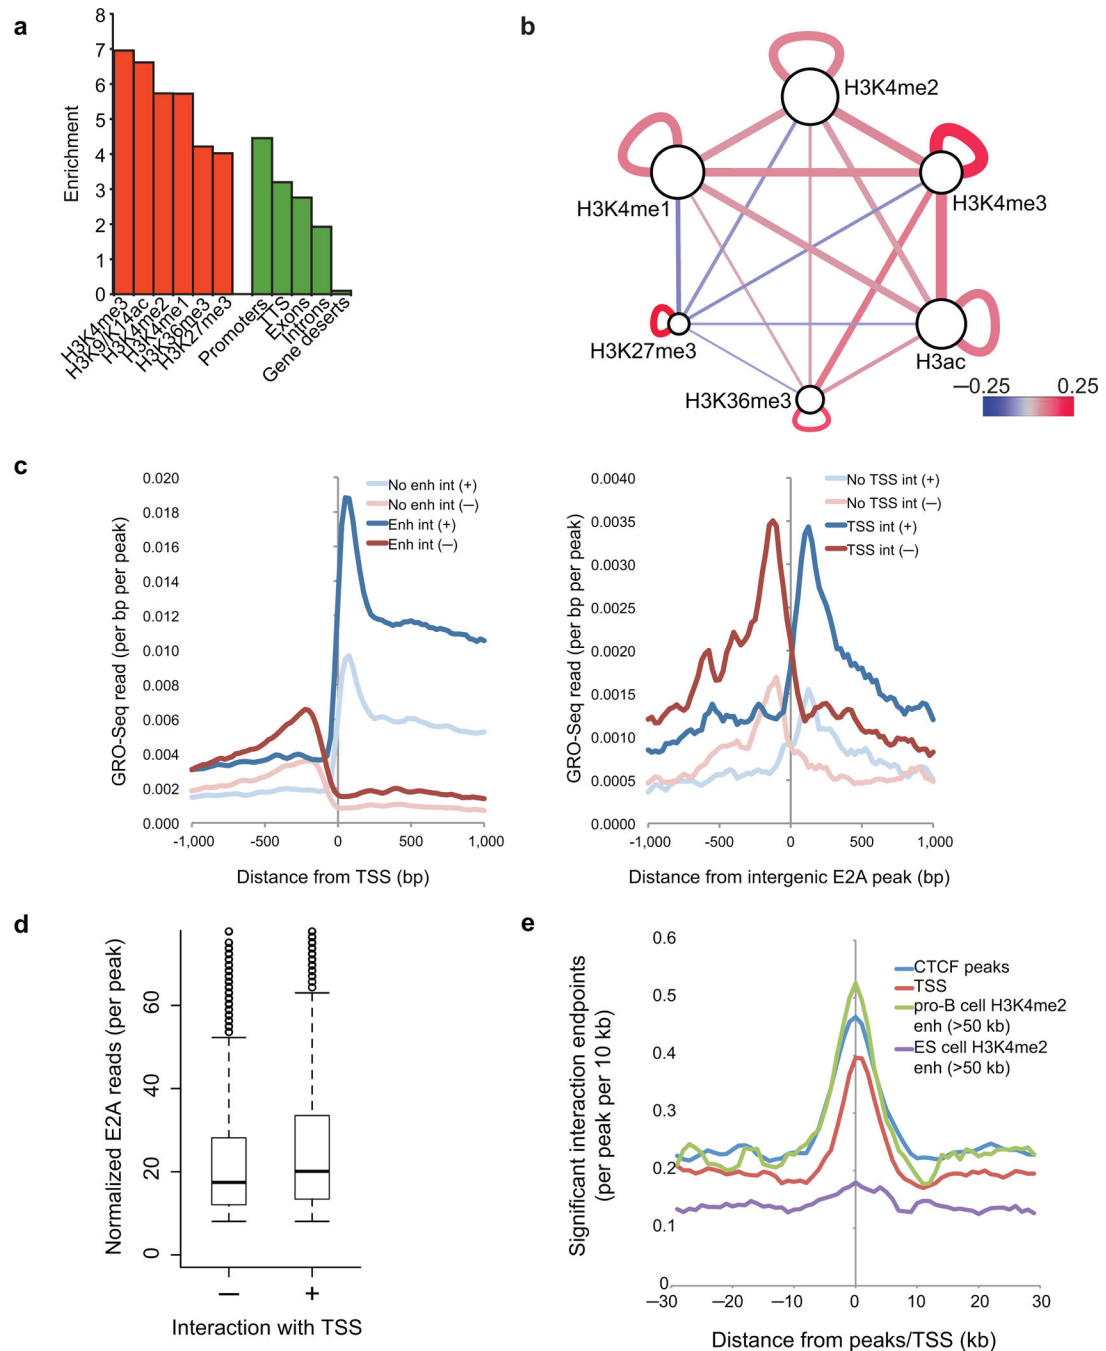 a
8
7
6
5
4
3
2
1
0
Enrichment
H3K4me3
H3K9/K14ac
H3K4me2
H3K4me1
H3K36me3
H3K27me3
Promoters
TTS
Exons
Introns
Gene deserts
b
H3K4me2
H3K4me1
H3K4me3
H3K27me3
H3ac
H3K36me3
–0.25 0.25
c
0.020
0.018
0.016
0.014
0.012
0.010
0.008
0.006
0.004
0.002
0.000
GRO-Seq read (per bp per peak)
No enh int (+)
No enh int (–)
Enh int (+)
Enh int (–)
-1,000 -500 0 500 1,000
Distance from TSS (bp)
0.0040
0.0035
0.0030
0.0025
0.0020
0.0015
0.0010
0.0005
0.0000
GRO-Seq read (per bp per peak)
No TSS int (+)
No TSS int (–)
TSS int (+)
TSS int (–)
-1,000 -500 0 500 1,000
Distance from intergenic E2A peak (bp)
d
Normalized E2A reads (per peak)
60
40
20
0
– +
Interaction with TSS
e
0.6
0.5
0.4
0.3
0.2
0.1
0
Significant interaction endpoints
(per peak per 10 kb)
CTCF peaks
TSS
pro-B cell H3K4me2
enh (>50 kb)
ES cell H3K4me2
enh (>50 kb)
–30 –20 –10 0 10 20 30
Distance from peaks/TSS (kb)